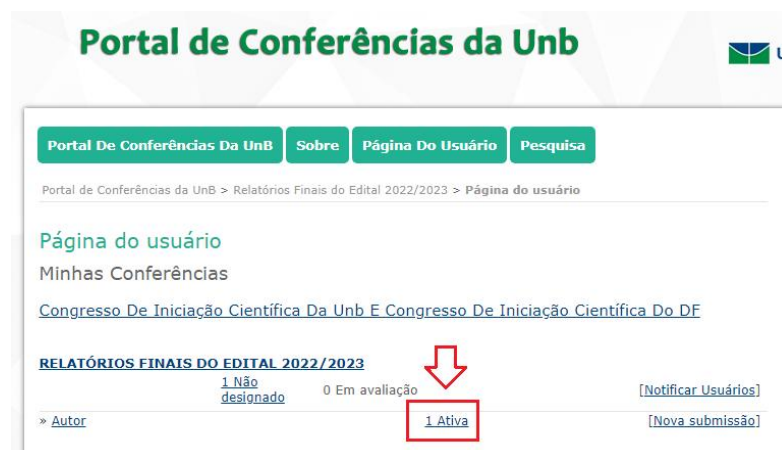 Portal de Conferências da Unb
Portal De Conferências Da UnB Sobre Página Do Usuário Pesquisa
Portal de Conferências da UnB > Relatórios Finais do Edital 2022/2023 > Página do usuário
Página do usuário
Minhas Conferências
Congresso De Iniciação Científica Da Unb E Congresso De Iniciação Científica Do DF
RELATÓRIOS FINAIS DO EDITAL 2022/2023
1 Não
designado
0 Em avaliação
[Notificar Usuários]
» Autor 1 Ativa [Nova submissão]